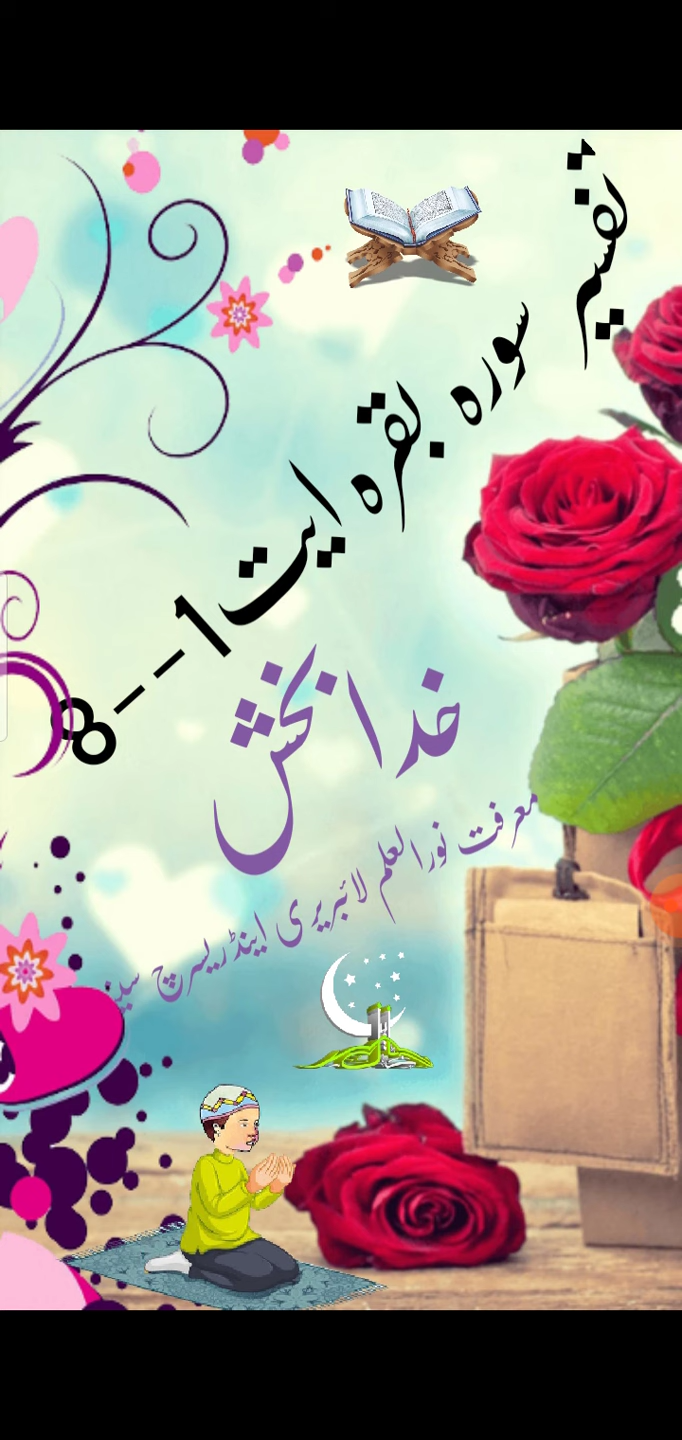 تفسیر سورہ بقرہ ایت 1--8
خدا بخش
معرفت نورالعلم لائبریری اینڈ ریسرچ